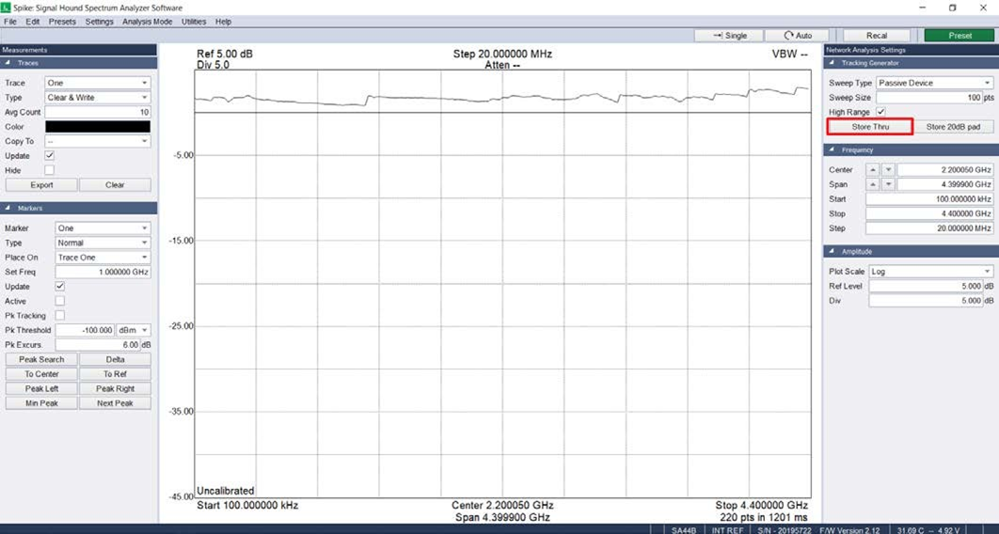 Spike: Signal Hound Spectrum Analyzer Software
File Edit Presets Settings Analysis Mode Utilities Help
Single Auto Recal Preset
Measurements
Traces
Trace One
Type Clear & Write
Avg Count 10
Color
Copy To --
Update
Hide
Export Clear
Markers
Marker One
Type Normal
Place On Trace One
Set Freq 1.000000 GHz
Update
Active
Pk Tracking
Pk Threshold -100.000 dBm
Pk Excurs. 6.00 dB
Peak Search Delta
To Center To Ref
Peak Left Peak Right
Min Peak Next Peak
Ref 5.00 dB Step 20.000000 MHz VBW --
Div 5.0 Atten --
-5.00
-15.00
-25.00
-35.00
-45.00
Uncalibrated
Start 100.000000 kHz Center 2.200050 GHz Stop 4.400000 GHz
Span 4.399900 GHz 220 pts in 1201 ms
Network Analysis Settings
Tracking Generator
Sweep Type Passive Device
Sweep Size 100 pts
High Range
Store Thru Store 20dB pad
Frequency
Center 2.200050 GHz
Span 4.399900 GHz
Start 100.000000 kHz
Stop 4.400000 GHz
Step 20.000000 MHz
Amplitude
Plot Scale Log
Ref Level 5.000 dB
Div 5.000 dB
SA44B INT REF S/N - 20195722 F/W Version 2.12 31.69 C -- 4.92 V